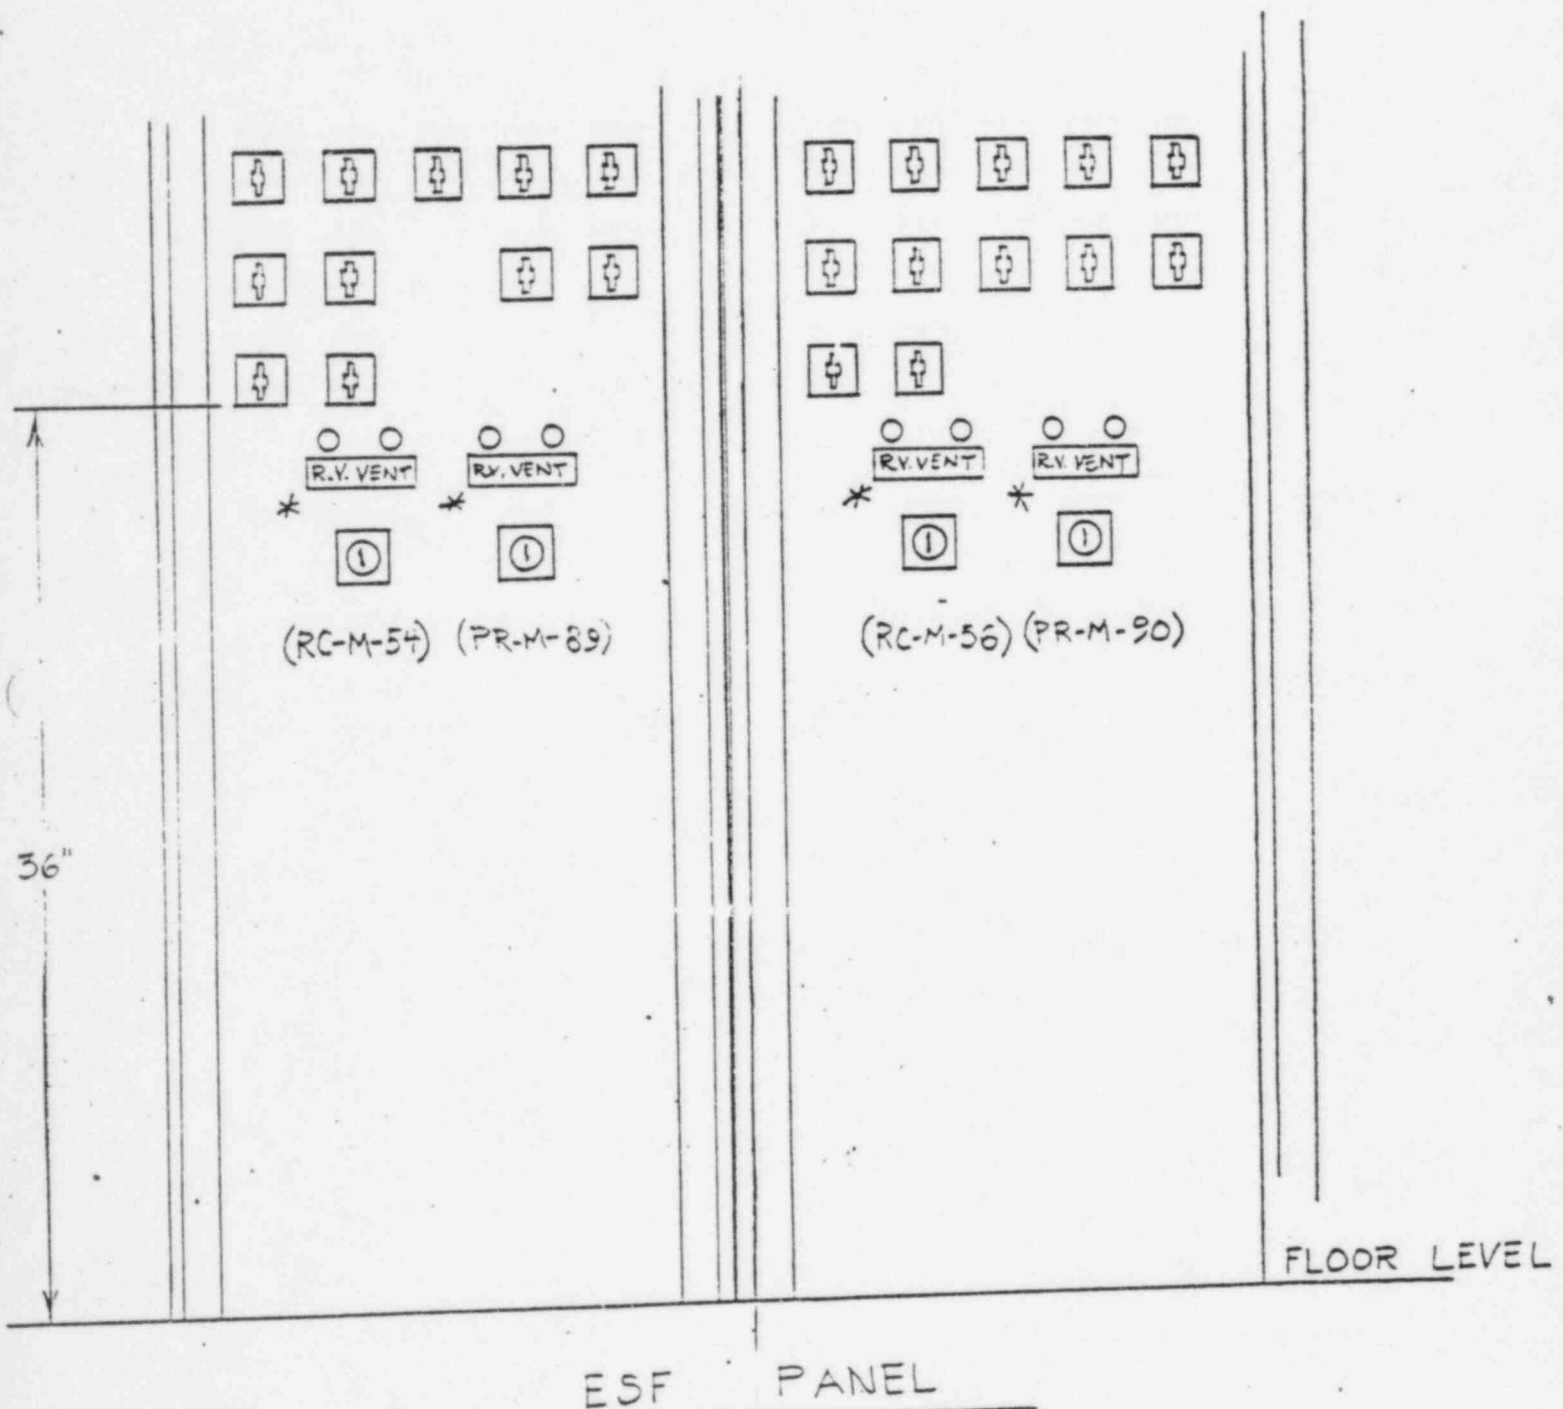 R.V. VENT R.V. VENT R.V. VENT R.V. VENT
* * * *
(RC-M-54) (PR-M-89) (RC-M-56) (PR-M-90)
36"
FLOOR LEVEL
ESF PANEL